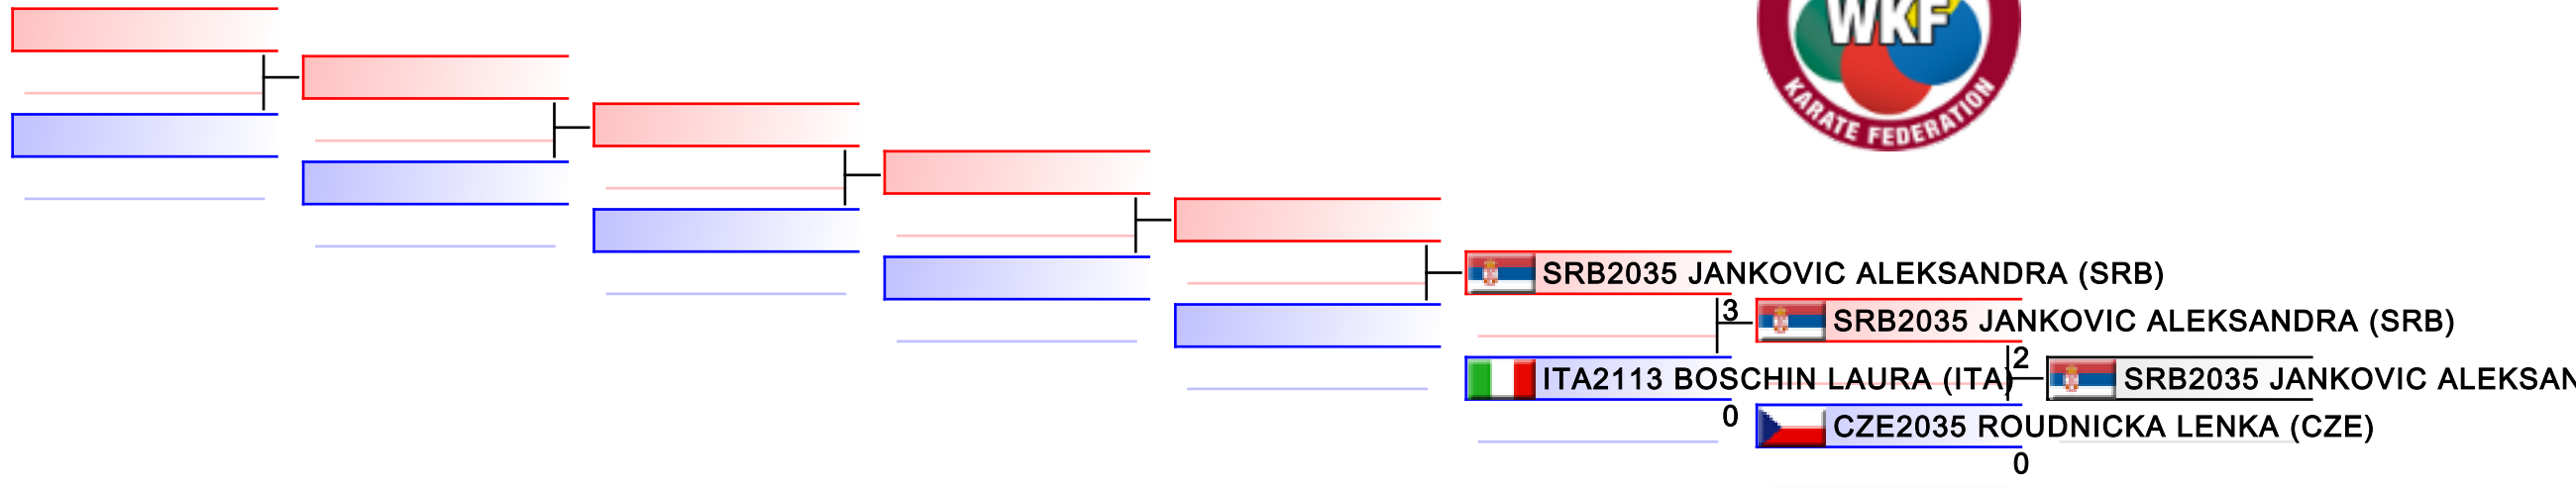 WKF
KARATE FEDERATION
SRB2035 JANKOVIC ALEKSANDRA (SRB)
3
SRB2035 JANKOVIC ALEKSANDRA (SRB)
ITA2113 BOSCHIN LAURA (ITA)
0
2
SRB2035 JANKOVIC ALEKSAN
CZE2035 ROUDNICKA LENKA (CZE)
0